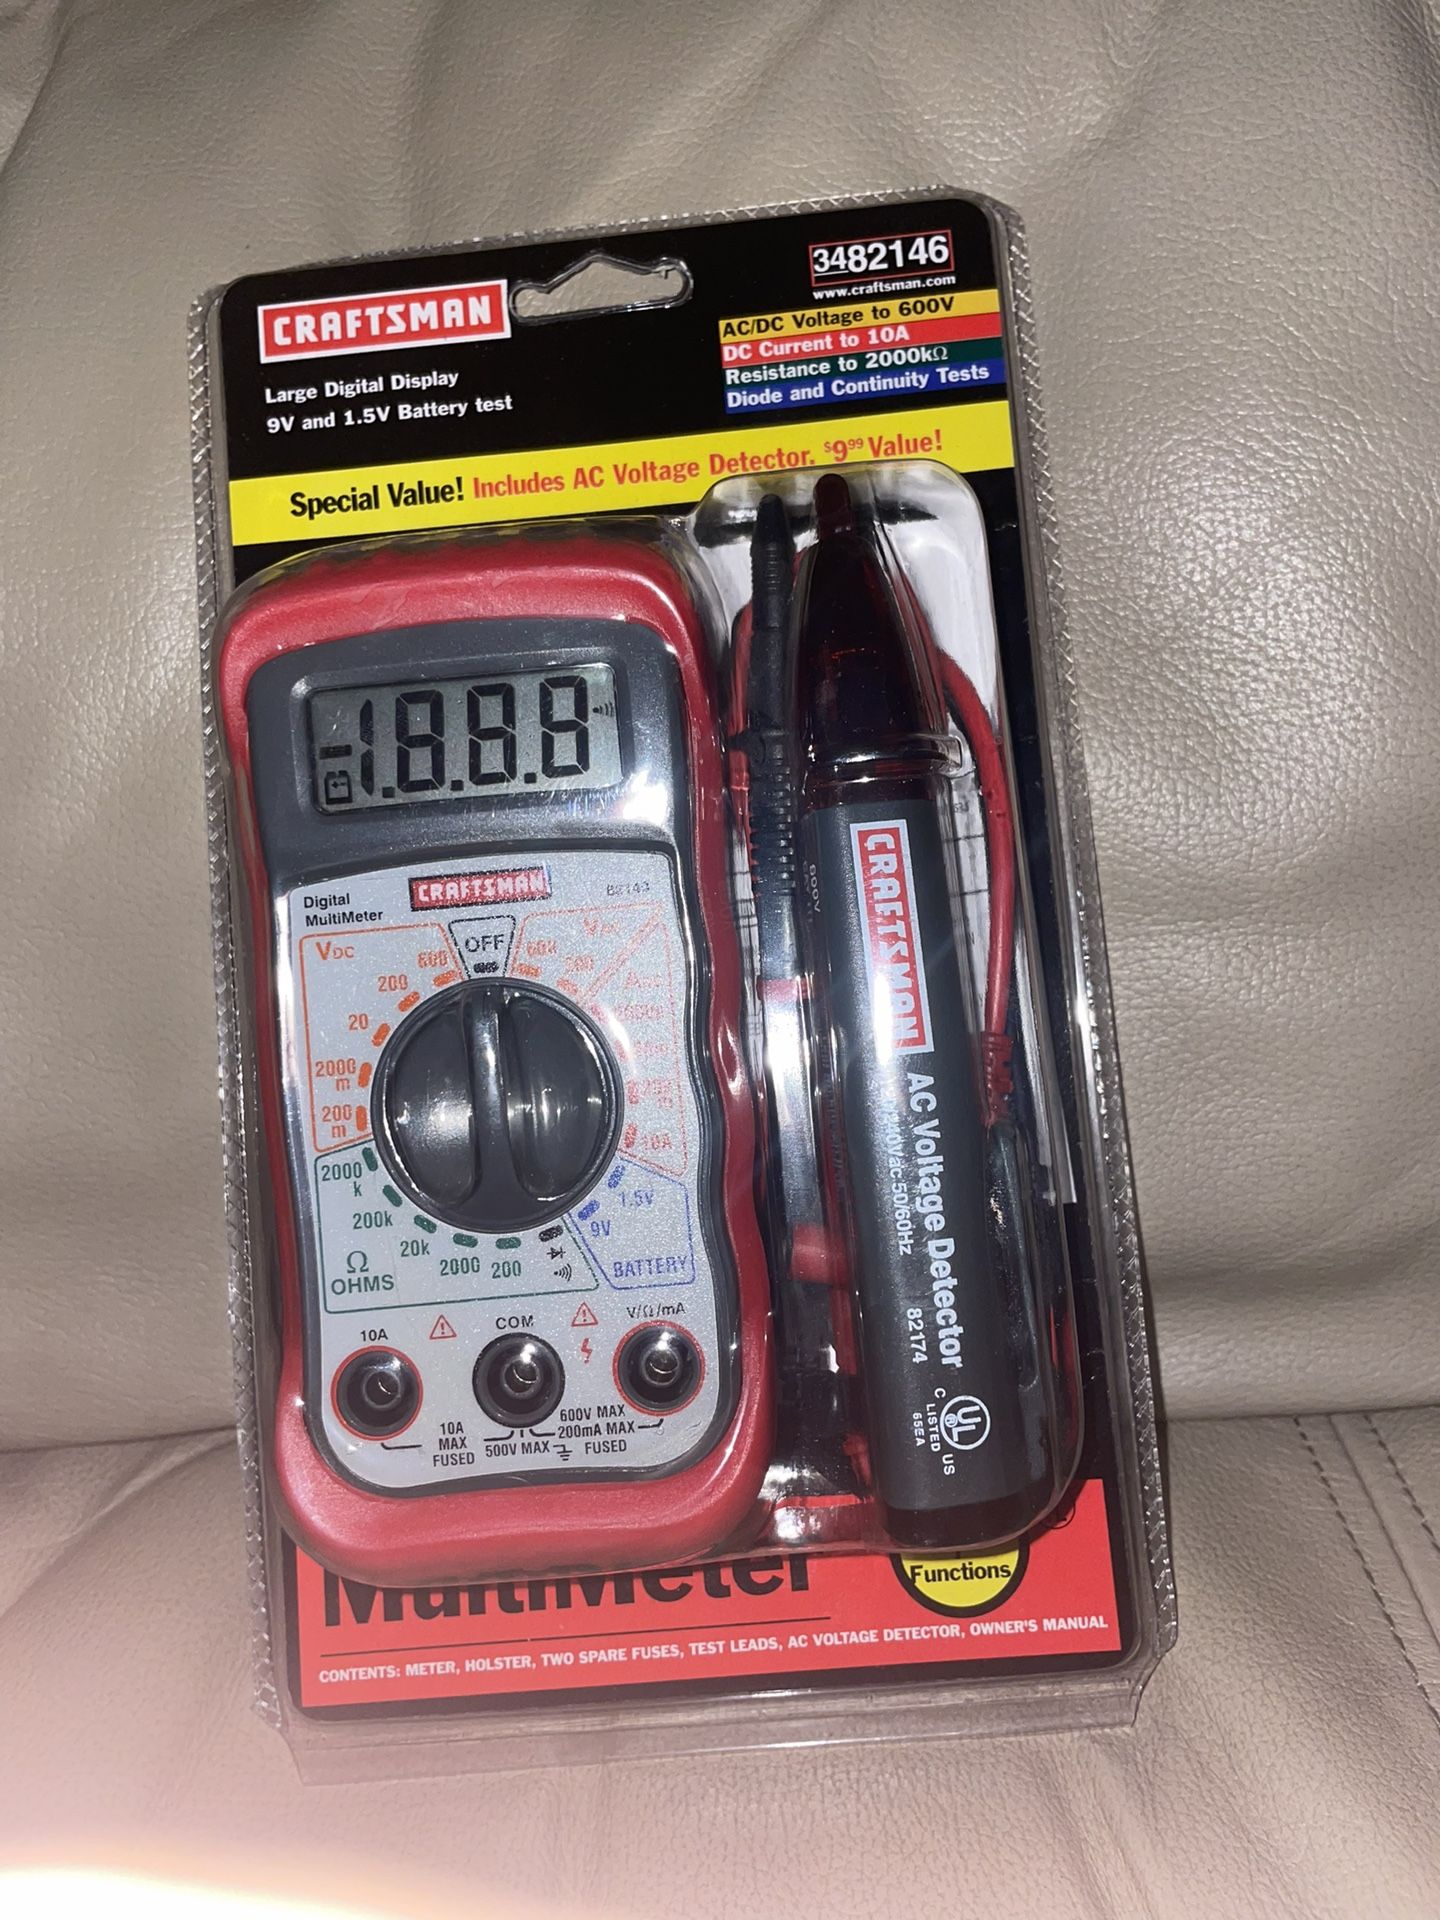 CRAFTSMAN
Large Digital Display
9V and 1.5V Battery test
3482146
www.craftsman.com
AC/DC Voltage to 600V
DC Current to 10A
Resistance to 2000kΩ
Diode and Continuity Tests
Special Value! Includes AC Voltage Detector. $9.99 Value!
-1.8.8.8
Digital
MultiMeter
CRAFTSMAN
OFF
VDC
600
200
20
2000
m
200
m
2000
k
200k
20k
2000
200
Ω
OHMS
10A
1.5V
9V
BATTERY
10A
COM
V/Ω/mA
10A
MAX
FUSED
500V MAX
600V MAX
200mA MAX
FUSED
CRAFTSMAN
AC Voltage Detector
50/60Hz
82174
UL
C
US
LISTED
65EA
MultiMeter
Functions
CONTENTS: METER, HOLSTER, TWO SPARE FUSES, TEST LEADS, AC VOLTAGE DETECTOR, OWNER'S MANUAL